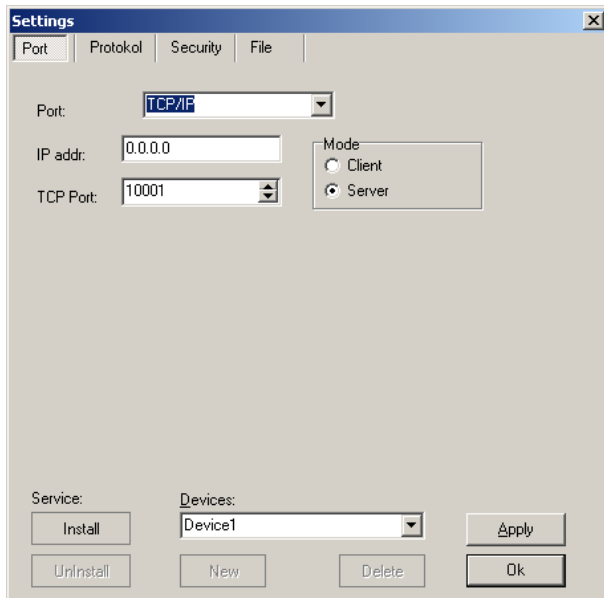 Settings
Port Protokol Security File
Port: TCP/IP
IP addr: 0.0.0.0
Mode
Client
TCP Port: 10001
Server
Service:
Devices:
Install
Device1
Apply
UnInstall
New
Delete
Ok